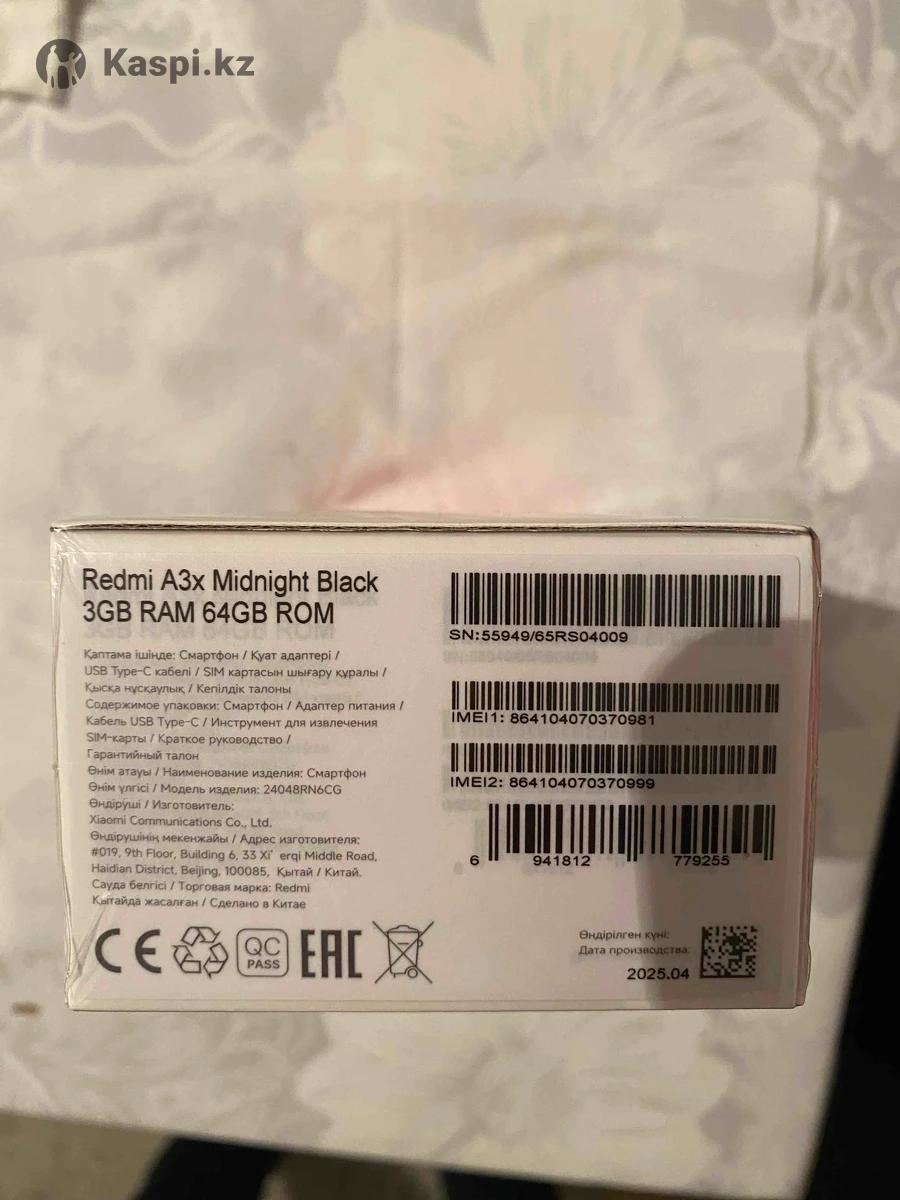 Kaspi.kz
Redmi A3x Midnight Black
3GB RAM 64GB ROM
Қаптама ішінде: Смартфон / Қуат адаптері /
USB Type-C кабелі / SIM картасын шығару құралы /
Қысқа нұсқаулық / Кепілдік талоны
Содержимое упаковки: Смартфон / Адаптер питания /
Кабель USB Type-C / Инструмент для извлечения
SIM-карты / Краткое руководство /
Гарантийный талон
Өнім атауы / Наименование изделия: Смартфон
Өнім үлгісі / Модель изделия: 24048RN6CG
Өндіруші / Изготовитель:
Xiaomi Communications Co., Ltd.
Өндірушінің мекенжайы / Адрес изготовителя:
#019, 9th Floor, Building 6, 33 Xi' erqi Middle Road,
Haidian District, Beijing, 100085, Қытай / Китай.
Сауда белгісі / Торговая марка: Redmi
Қытайда жасалған / Сделано в Китае
CE
QC
PASS
EAC
SN:55949/65RS04009
IMEI1: 864104070370981
IMEI2: 864104070370999
6 941812 779255
Өндірілген күні:
Дата производства:
2025.04